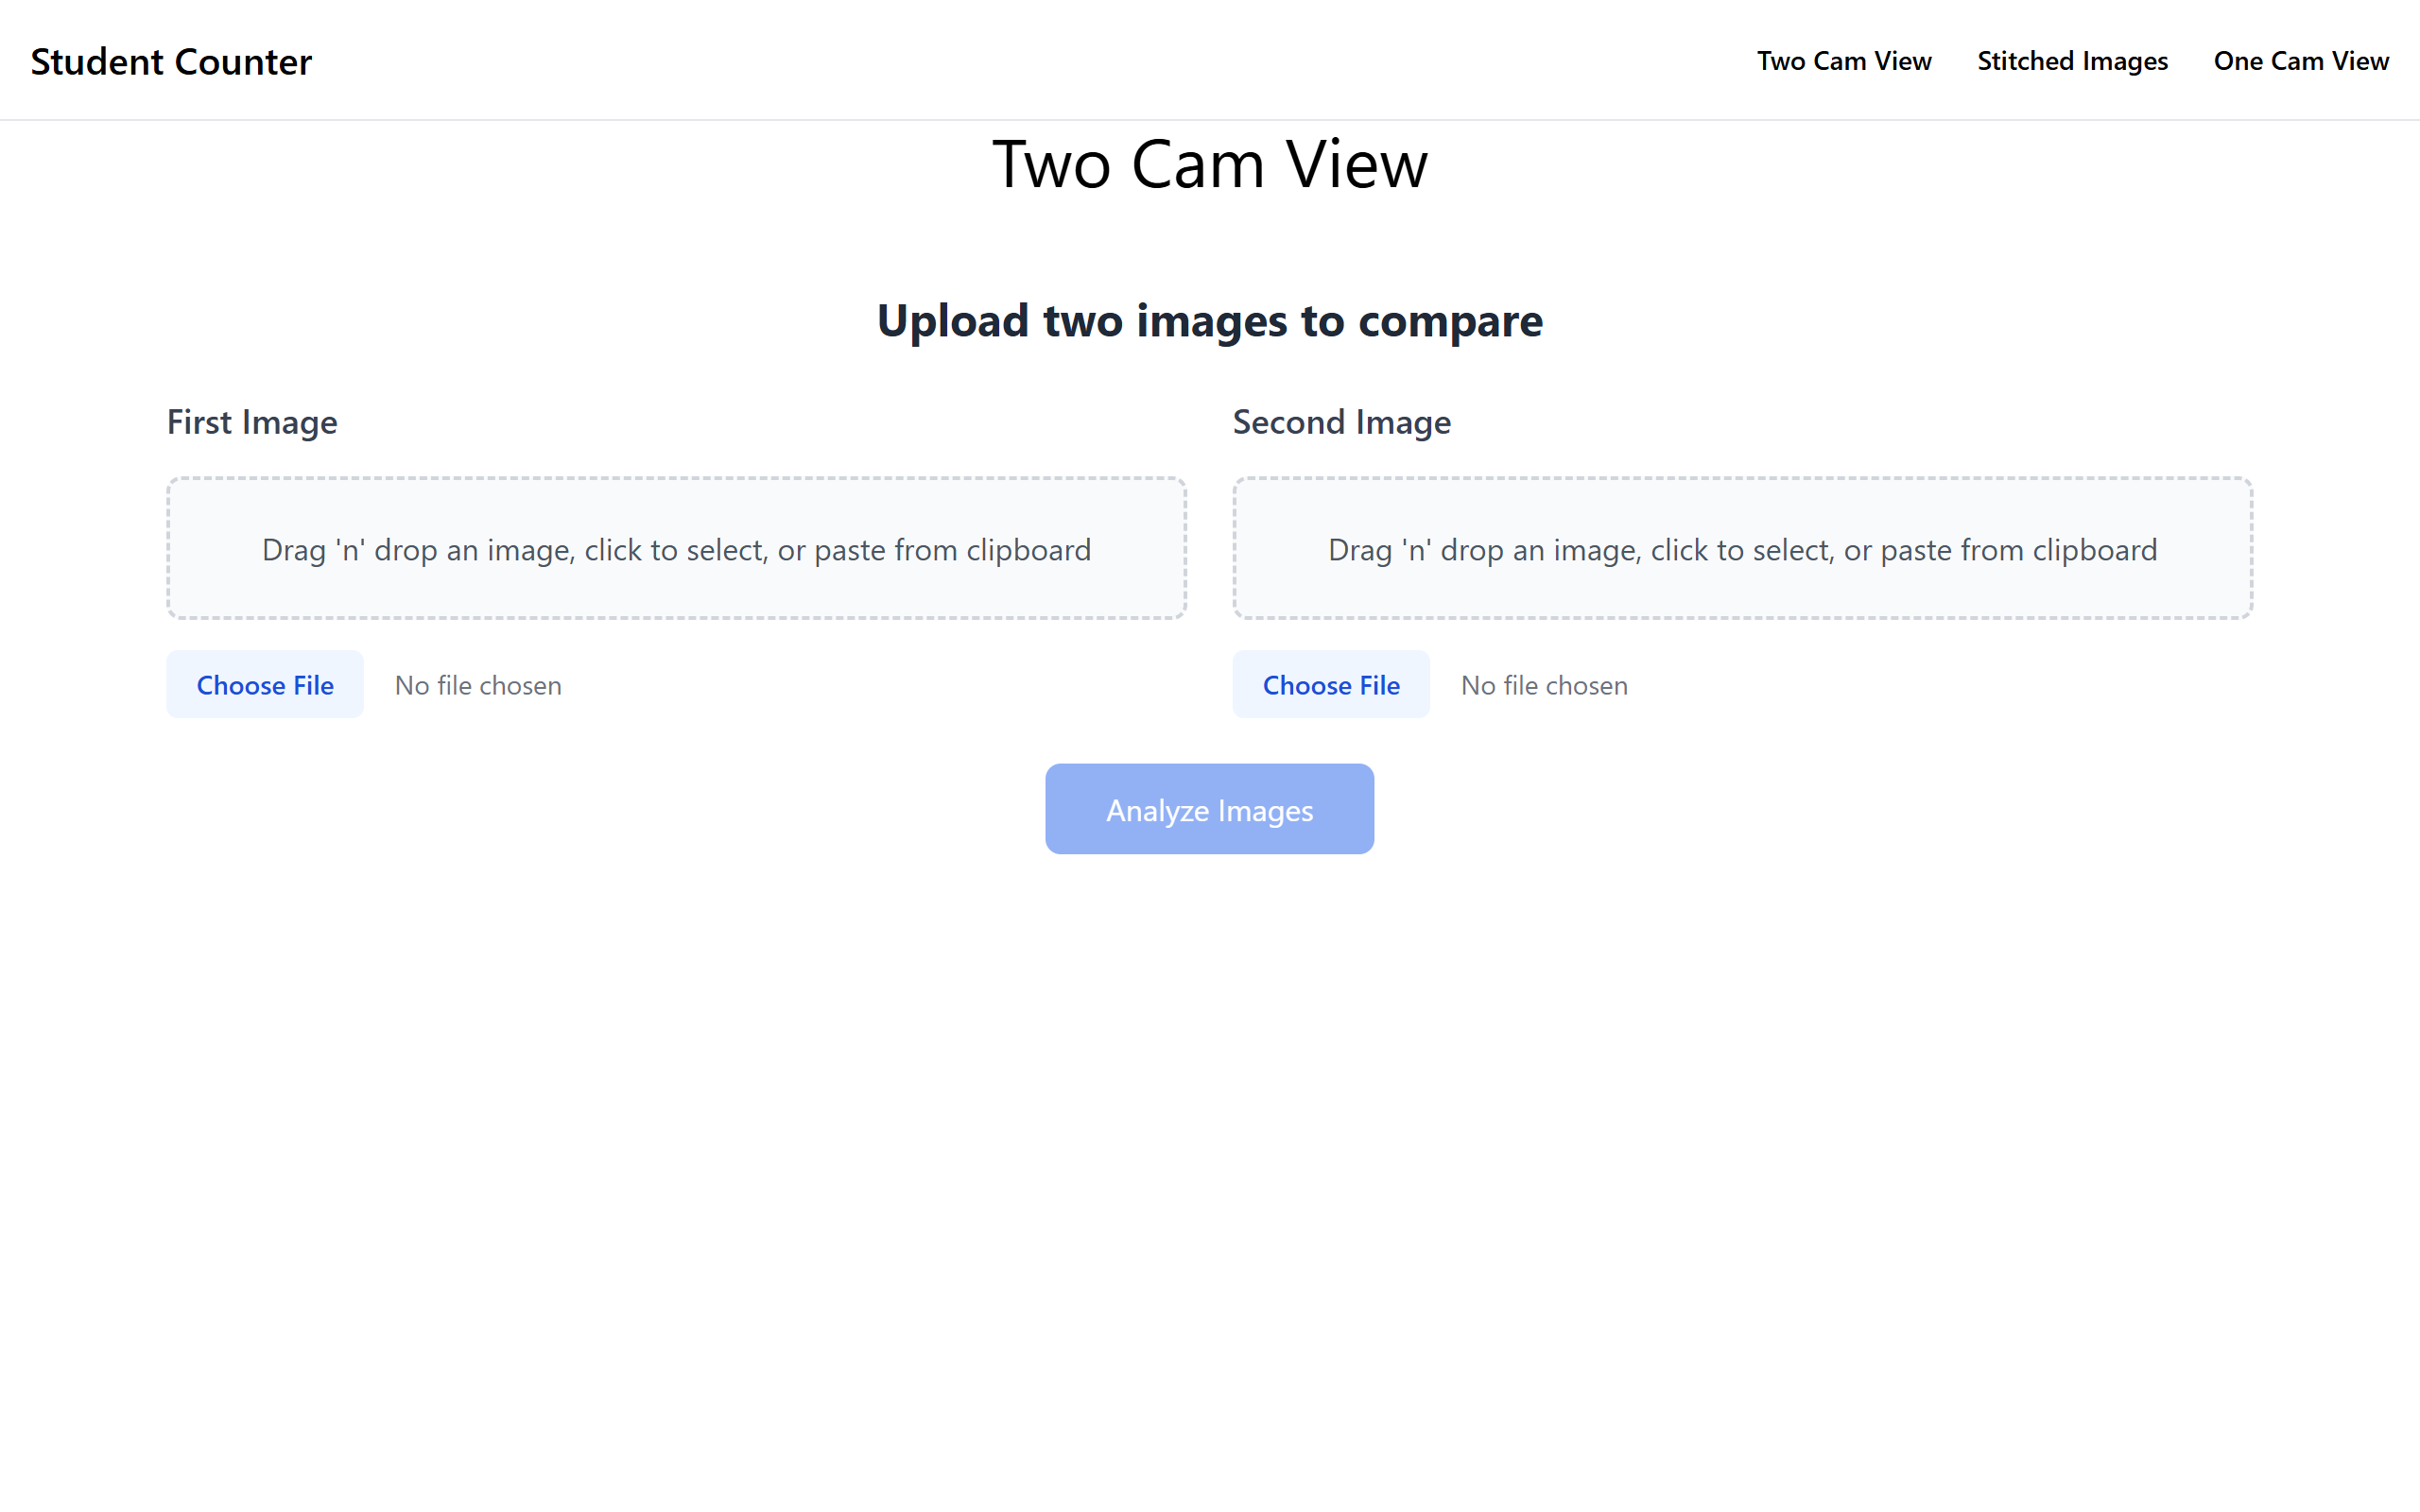 Student Counter
Two Cam View
Stitched Images
One Cam View
Two Cam View
Upload two images to compare
First Image
Second Image
Drag 'n' drop an image, click to select, or paste from clipboard
Drag 'n' drop an image, click to select, or paste from clipboard
Choose File
No file chosen
Choose File
No file chosen
Analyze Images